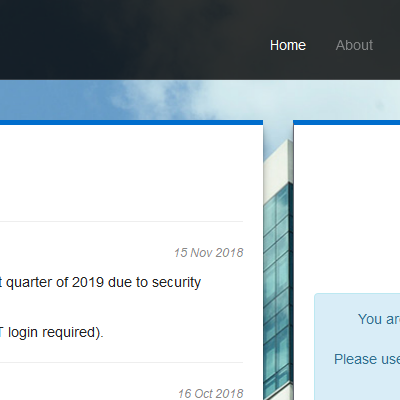 Home About
15 Nov 2018
quarter of 2019 due to security
login required).
You
Please use
16 Oct 2018